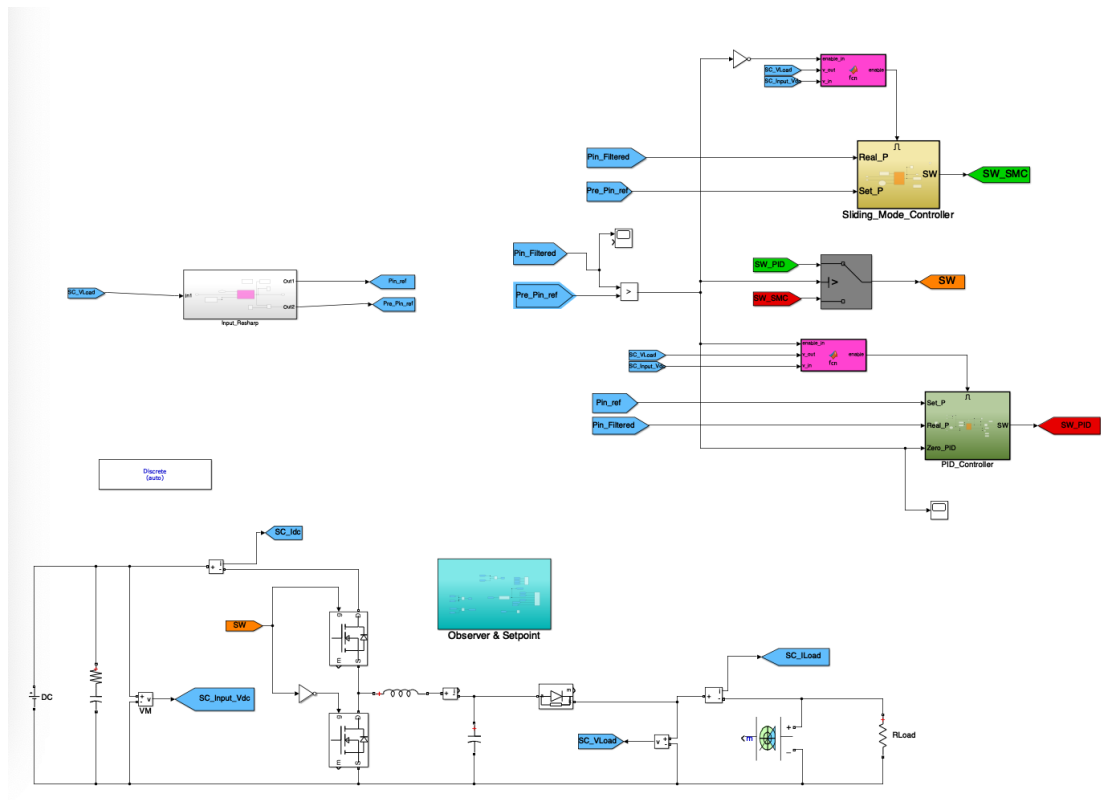 enable_in
SC_VLoad
v_out
enable
SC_Input_Vdc
v_in
fcn
Pin_Filtered
Real_P
SW
SW_SMC
Pre_Pin_ref
Set_P
Sliding_Mode_Controller
Pin_Filtered
SW_PID
SW
SW_SMC
Pre_Pin_ref
>
SC_VLoad
In1
Out1
Pin_ref
Out2
Pre_Pin_ref
Input_Resharp
enable_in
SC_VLoad
v_out
enable
SC_Input_Vdc
v_in
fcn
Pin_ref
Set_P
Pin_Filtered
Real_P
SW
SW_PID
Zero_PID
PID_Controller
Discrete
(auto)
SC_Idc
SW
Observer & Setpoint
DC
VM
SC_Input_Vdc
SC_ILoad
SC_VLoad
m
RLoad